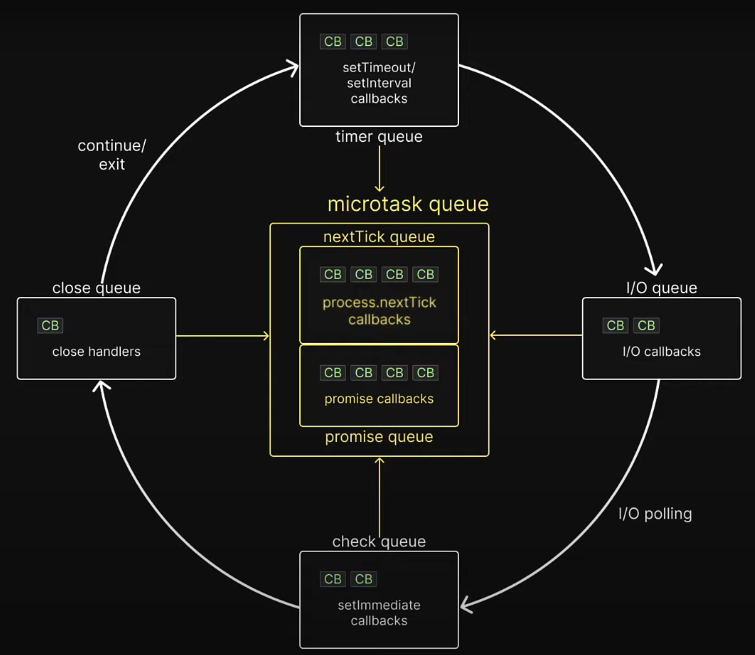 CB CB CB
setTimeout/
setInterval
callbacks
timer queue
continue/
exit
microtask queue
nextTick queue
CB CB CB CB
process.nextTick
callbacks
CB CB CB CB
promise callbacks
promise queue
close queue
CB
close handlers
I/O queue
CB CB
I/O callbacks
I/O polling
check queue
CB CB
setImmediate
callbacks